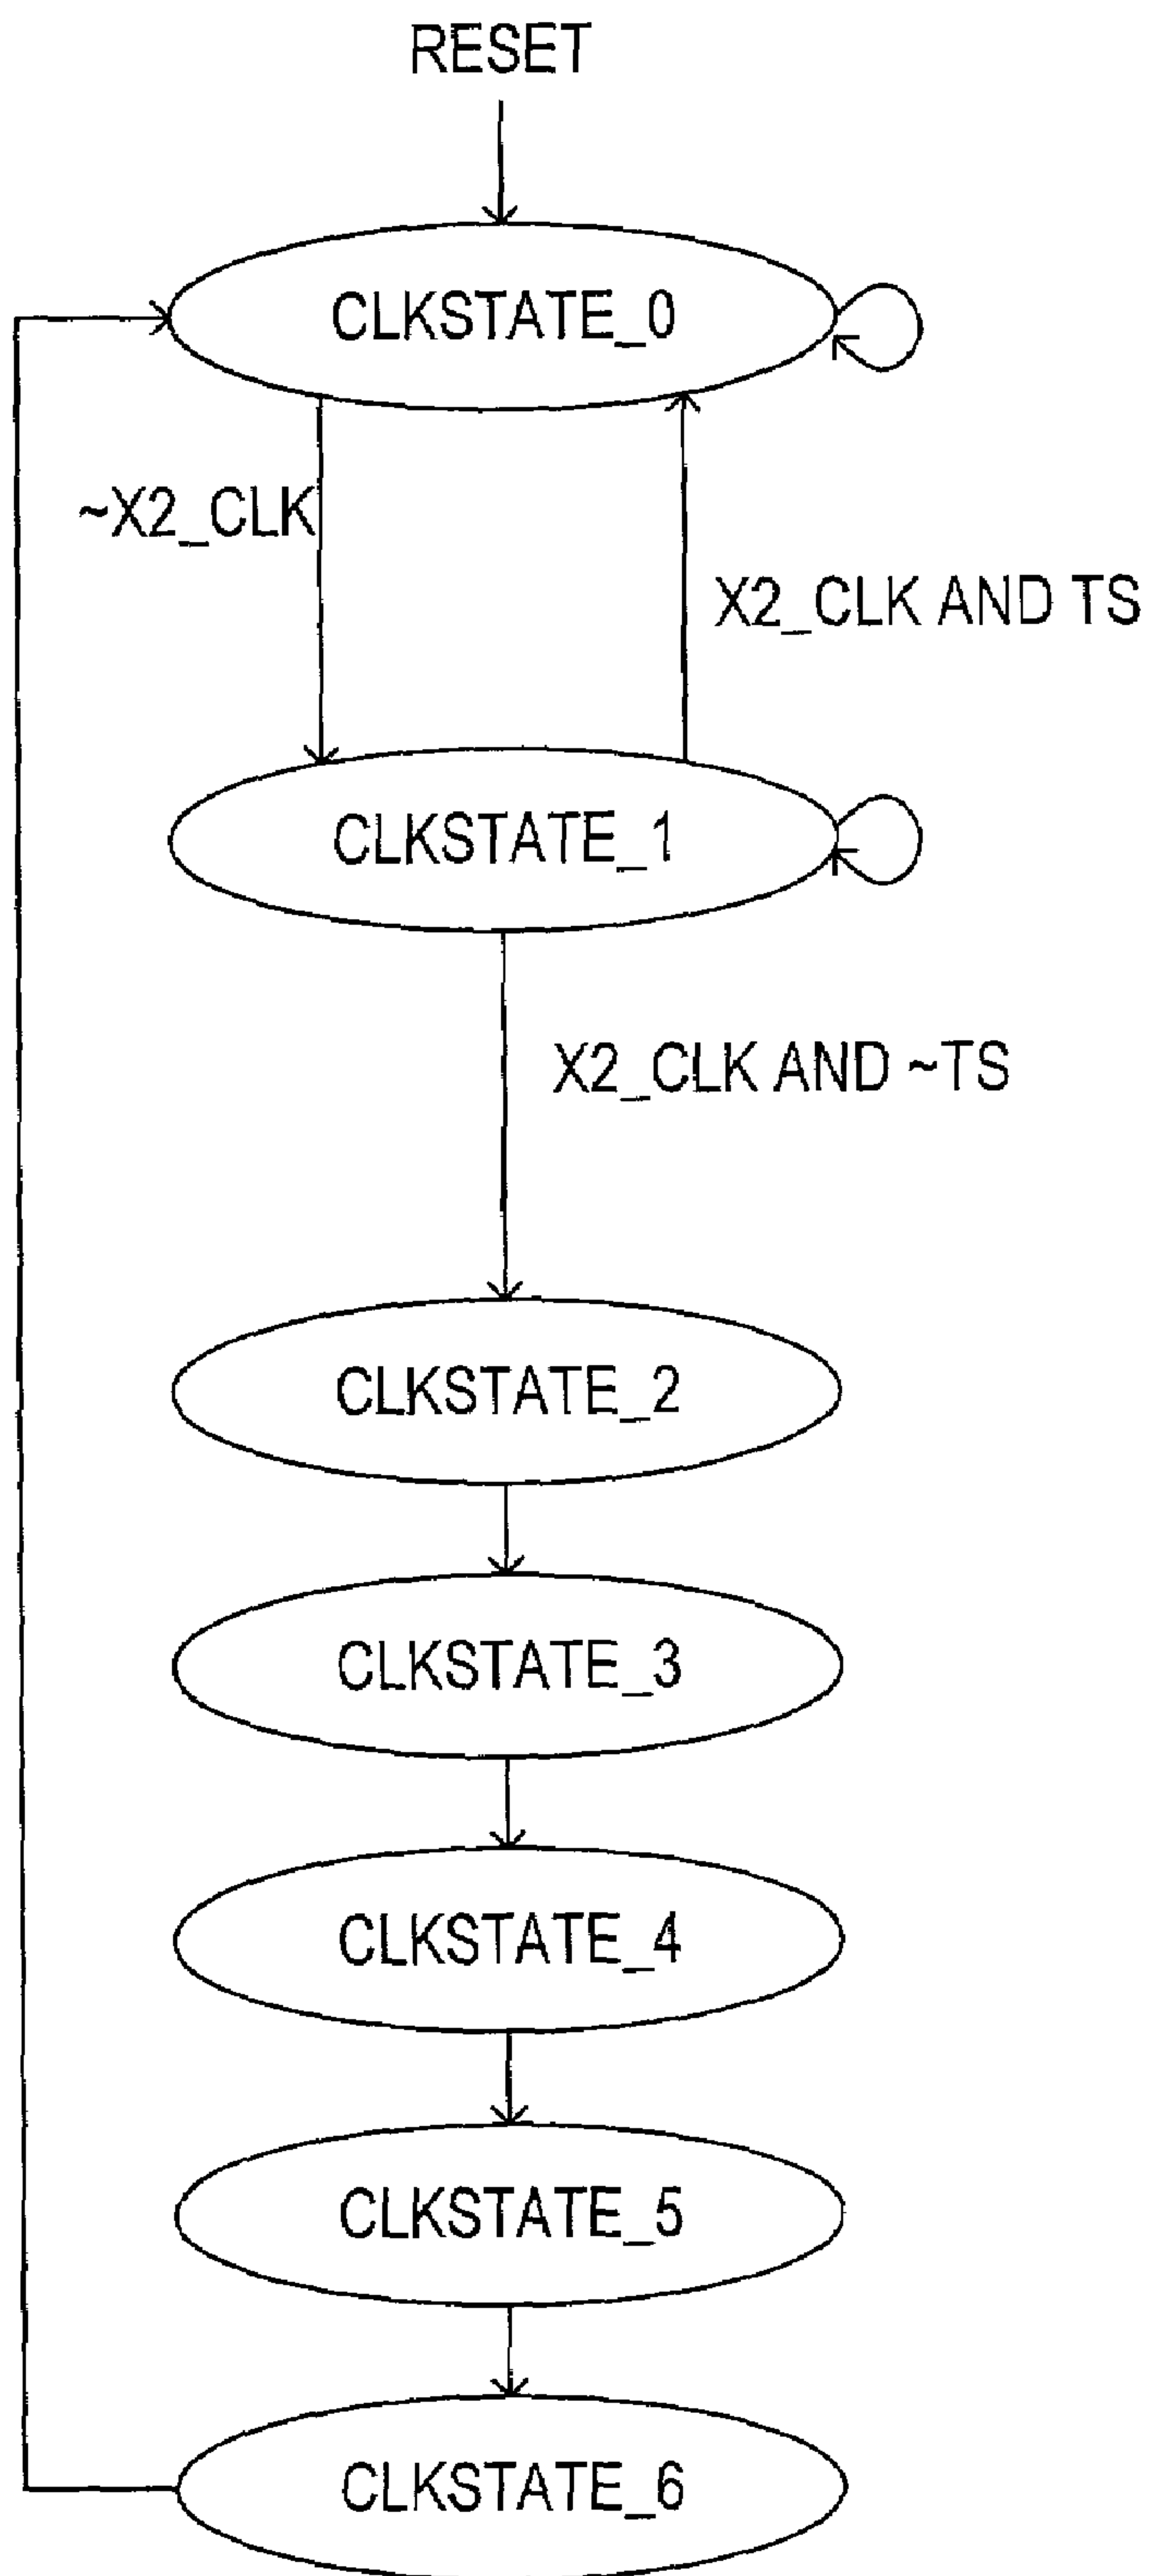 RESET
CLKSTATE_0
~X2_CLK
X2_CLK AND TS
CLKSTATE_1
X2_CLK AND ~TS
CLKSTATE_2
CLKSTATE_3
CLKSTATE_4
CLKSTATE_5
CLKSTATE_6